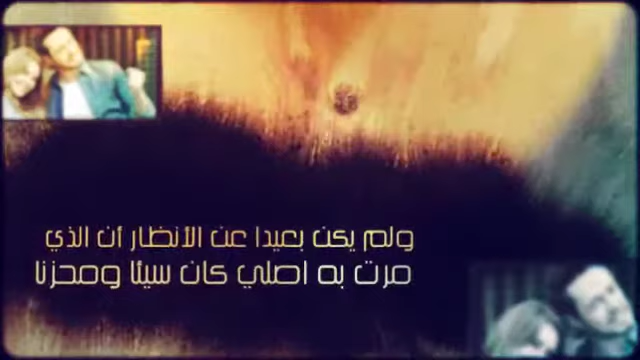 ولم يكن بعيدا عن الأنظار أن الذي
مرت به اصلي كان سيئا ومحزنا